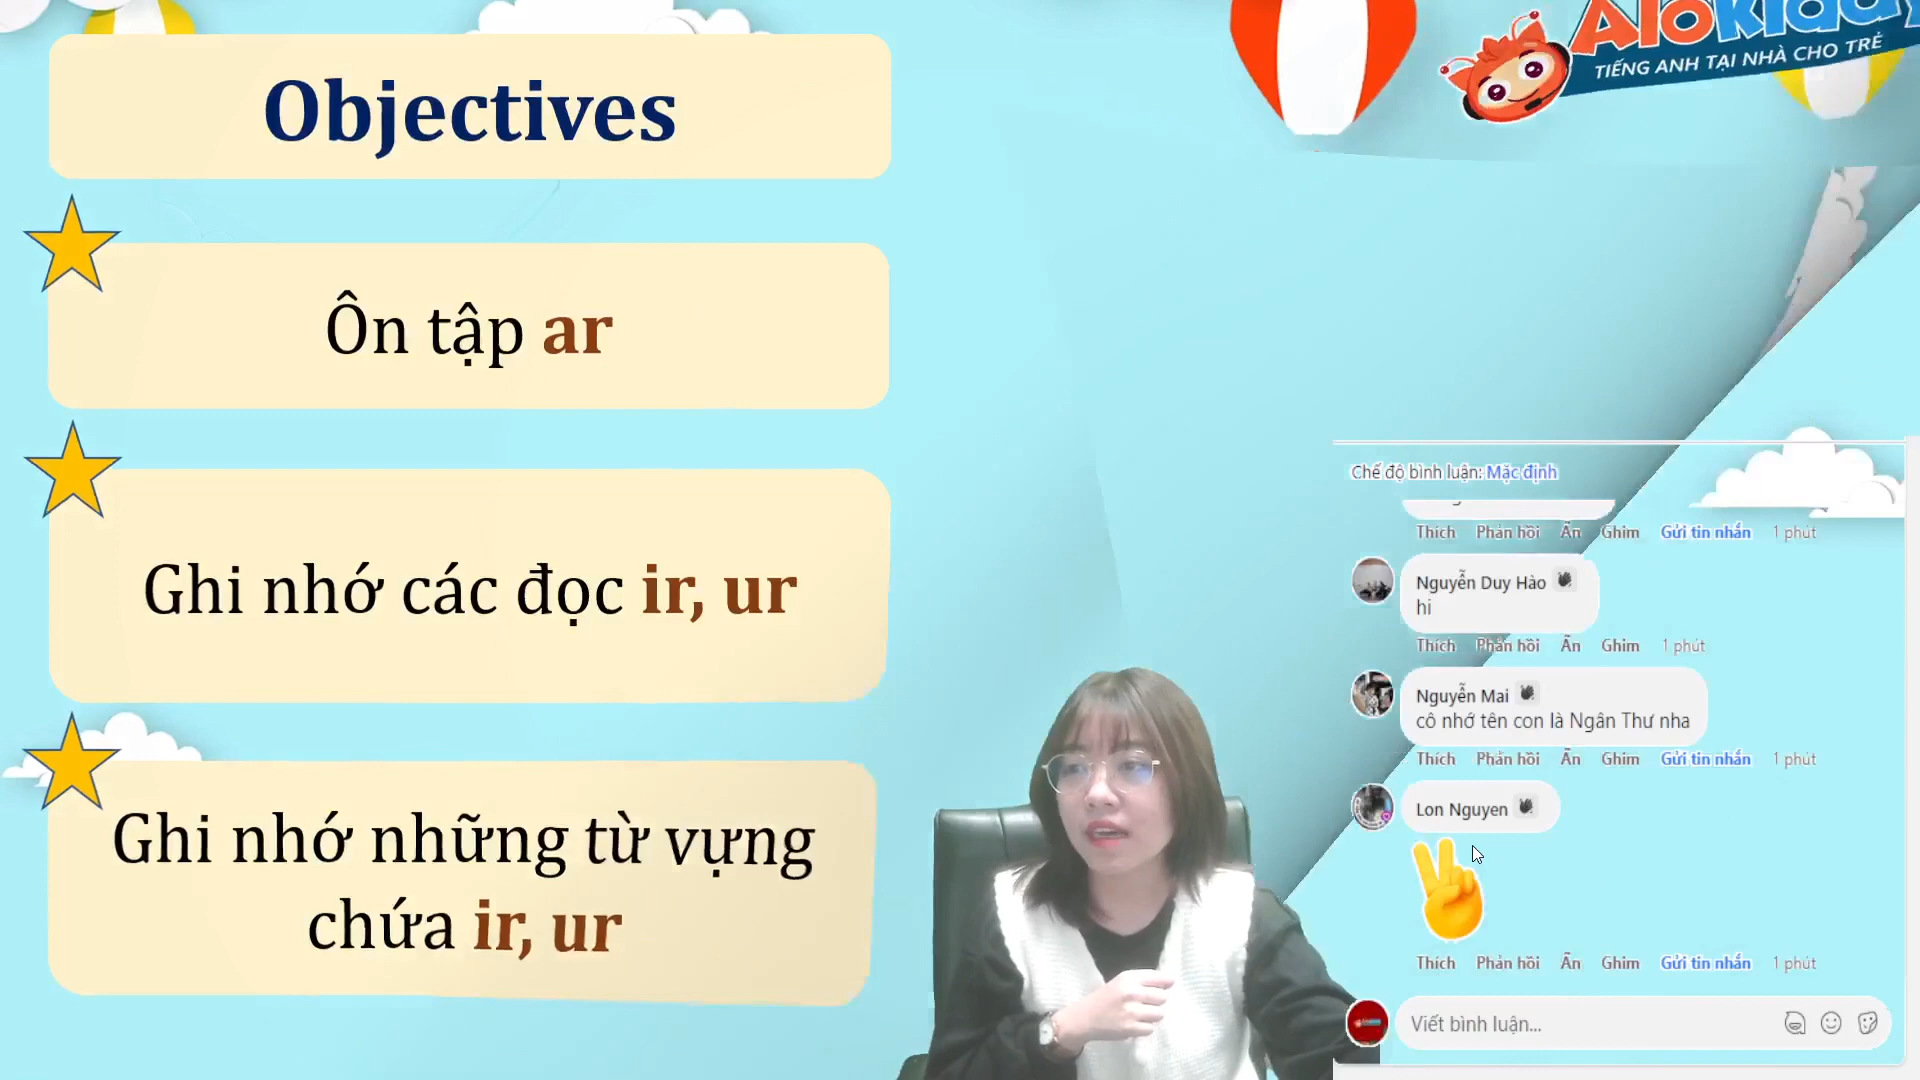 Objectives
Ôn tập ar
Ghi nhớ các đọc ir, ur
Ghi nhớ những từ vựng
chứa ir, ur
Alokiddy
TIẾNG ANH TẠI NHÀ CHO TRẺ
Chế độ bình luận: Mặc định
Thích Phản hồi Ẩn Ghim Gửi tin nhắn 1 phút
Nguyễn Duy Hào
hi
Thích Phản hồi Ẩn Ghim 1 phút
Nguyễn Mai
cô nhớ tên con là Ngân Thư nha
Thích Phản hồi Ẩn Ghim Gửi tin nhắn 1 phút
Lon Nguyen
Thích Phản hồi Ẩn Ghim Gửi tin nhắn 1 phút
Viết bình luận...